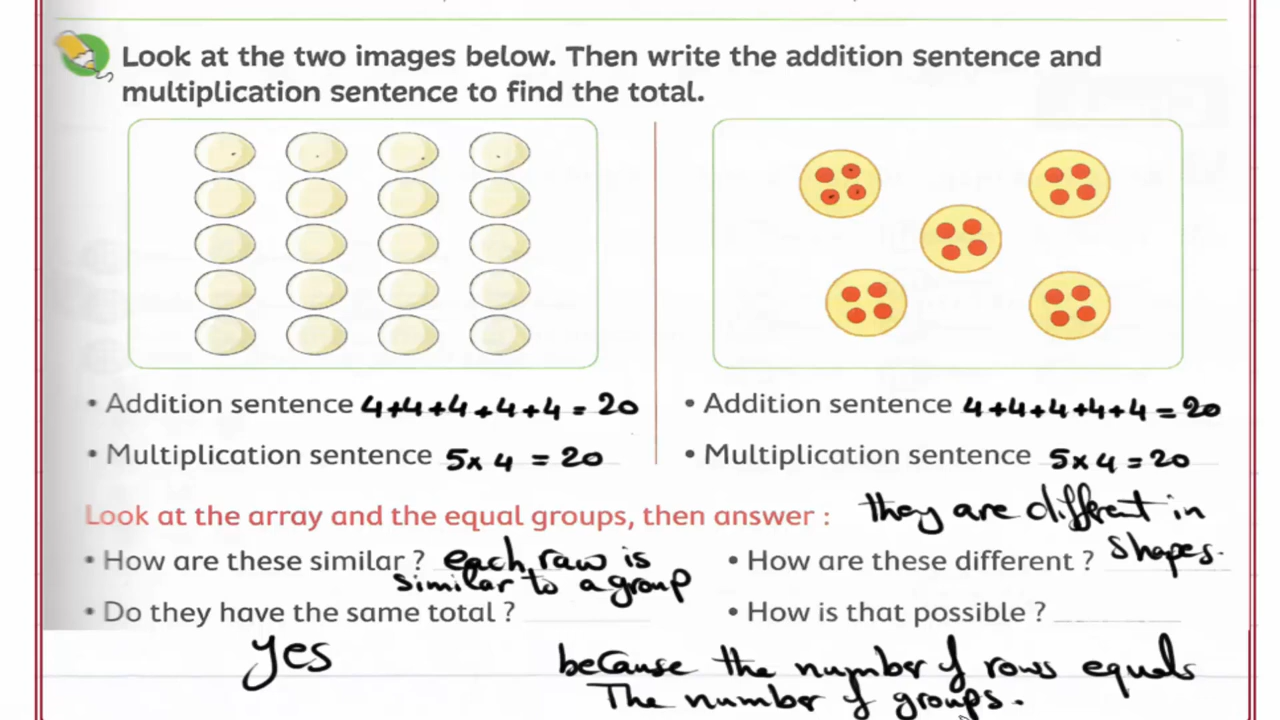 Look at the two images below. Then write the addition sentence and
multiplication sentence to find the total.
• Addition sentence 4+4+4+4+4=20
• Multiplication sentence 5x4=20
• Addition sentence 4+4+4+4+4=20
• Multiplication sentence 5x4=20
Look at the array and the equal groups, then answer :
• How are these similar ? each raw is
similar to a group
• How are these different ? they are different in
shapes.
• Do they have the same total ?
yes
• How is that possible ?
because the number of rows equals
The number of groups.